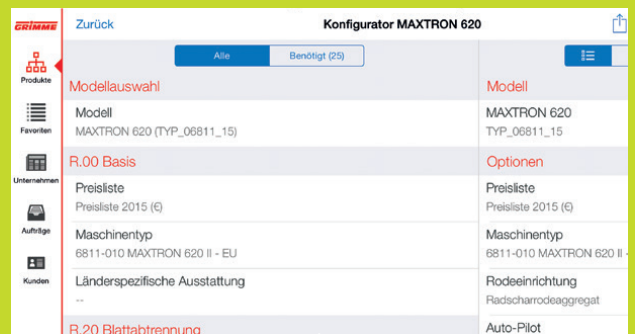 GRIMME
Zurück
Konfigurator MAXTRON 620
Produkte
Favoriten
Unternehmen
Aufträge
Kunden
Alle
Benötigt (25)
Modellauswahl
Modell
MAXTRON 620 (TYP_06811_15)
R.00 Basis
Preisliste
Preisliste 2015 (€)
Maschinentyp
6811-010 MAXTRON 620 II - EU
Länderspezifische Ausstattung
--
R.20 Blattabtrennung
Modell
MAXTRON 620
TYP_06811_15
Optionen
Preisliste
Preisliste 2015 (€)
Maschinentyp
6811-010 MAXTRON 620 II -
Rodeeinrichtung
Radscharrodeaggregat
Auto-Pilot